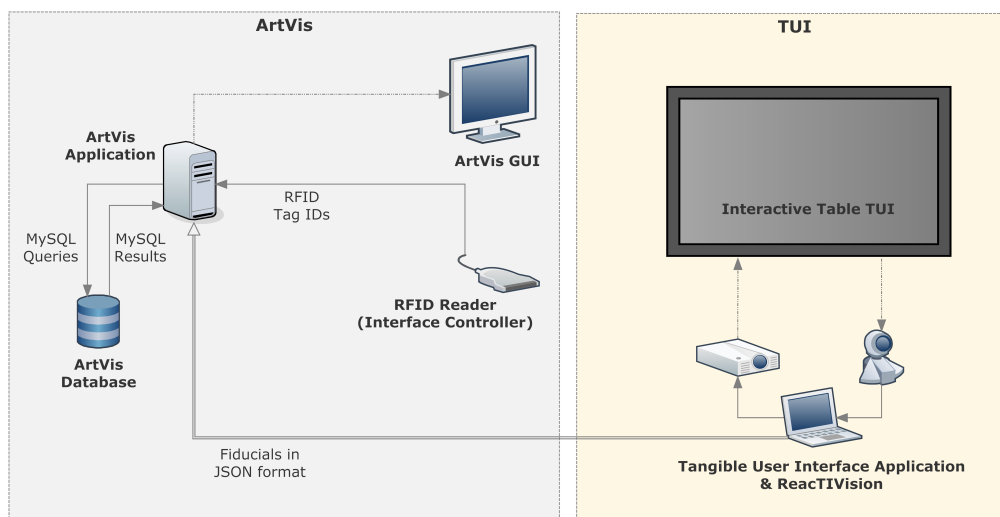 ArtVis
TUI
ArtVis
Application
ArtVis GUI
RFID
Tag IDs
MySQL
Queries
MySQL
Results
Interactive Table TUI
RFID Reader
(Interface Controller)
ArtVis
Database
Fiducials in
JSON format
Tangible User Interface Application
& ReacTIVision